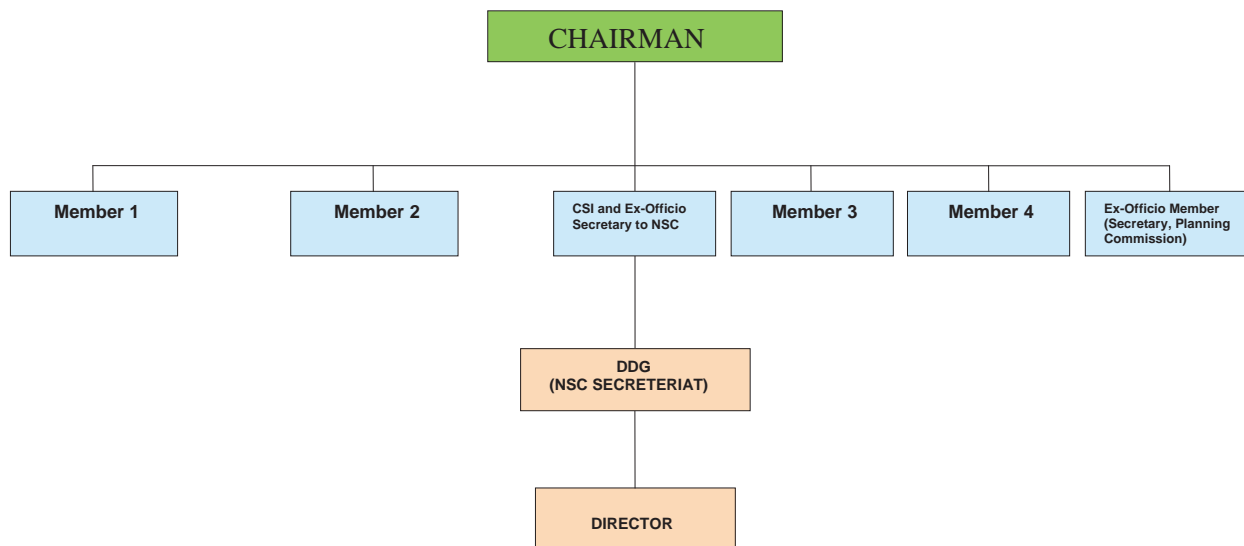 CHAIRMAN
Member 1
Member 2
CSI and Ex-Officio
Secretary to NSC
Member 3
Member 4
Ex-Officio Member
(Secretary, Planning
Commission)
DDG
(NSC SECRETERIAT)
DIRECTOR